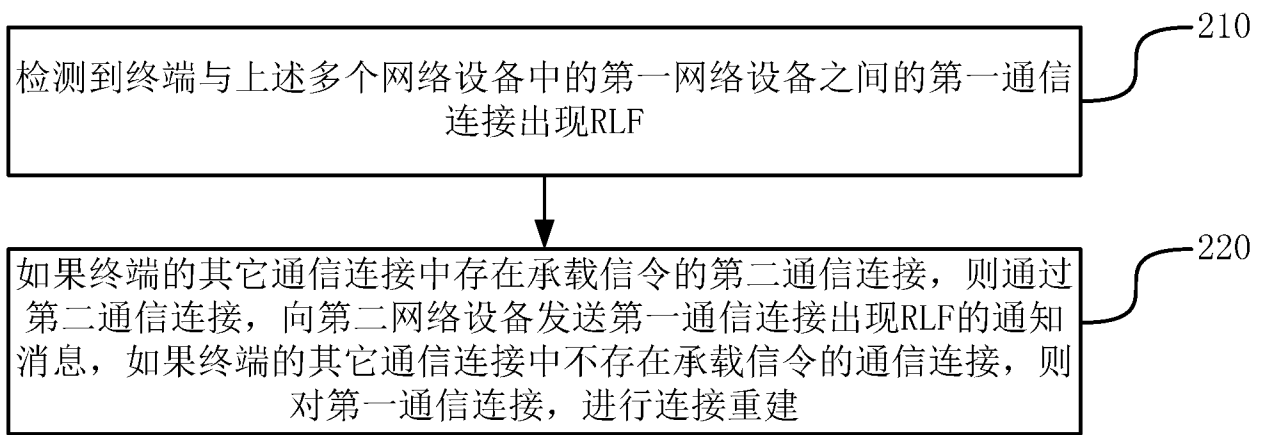 210
检测到终端与上述多个网络设备中的第一网络设备之间的第一通信
连接出现RLF
220
如果终端的其它通信连接中存在承载信令的第二通信连接，则通过
第二通信连接，向第二网络设备发送第一通信连接出现RLF的通知
消息，如果终端的其它通信连接中不存在承载信令的通信连接，则
对第一通信连接，进行连接重建